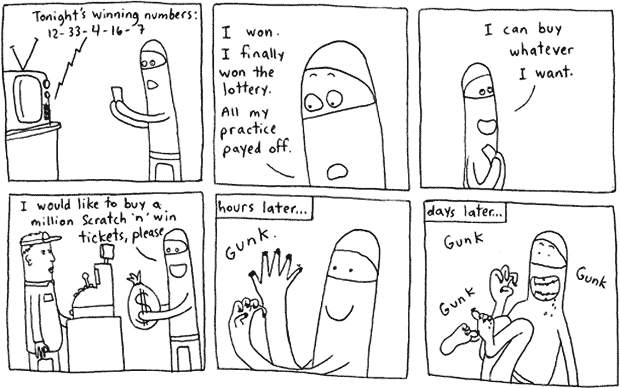 Tonight's winning numbers:
12-33-4-16-7
I won.
I finally
won the
lottery.
All my
practice
payed off.
I can buy
whatever
I want.
I would like to buy a
million Scratch 'n' win
tickets, please
$
hours later...
GUNK.
days later...
GUNK
GUNK
GUNK